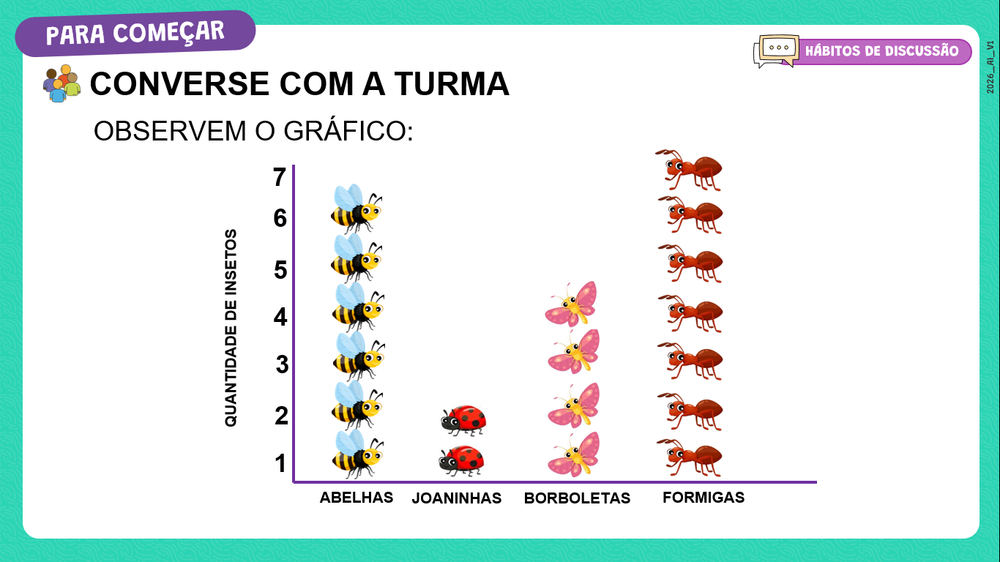 PARA COMEÇAR
HÁBITOS DE DISCUSSÃO
2026_AI_V1
CONVERSE COM A TURMA
OBSERVEM O GRÁFICO:
QUANTIDADE DE INSETOS
7
6
5
4
3
2
1
ABELHAS JOANINHAS BORBOLETAS FORMIGAS